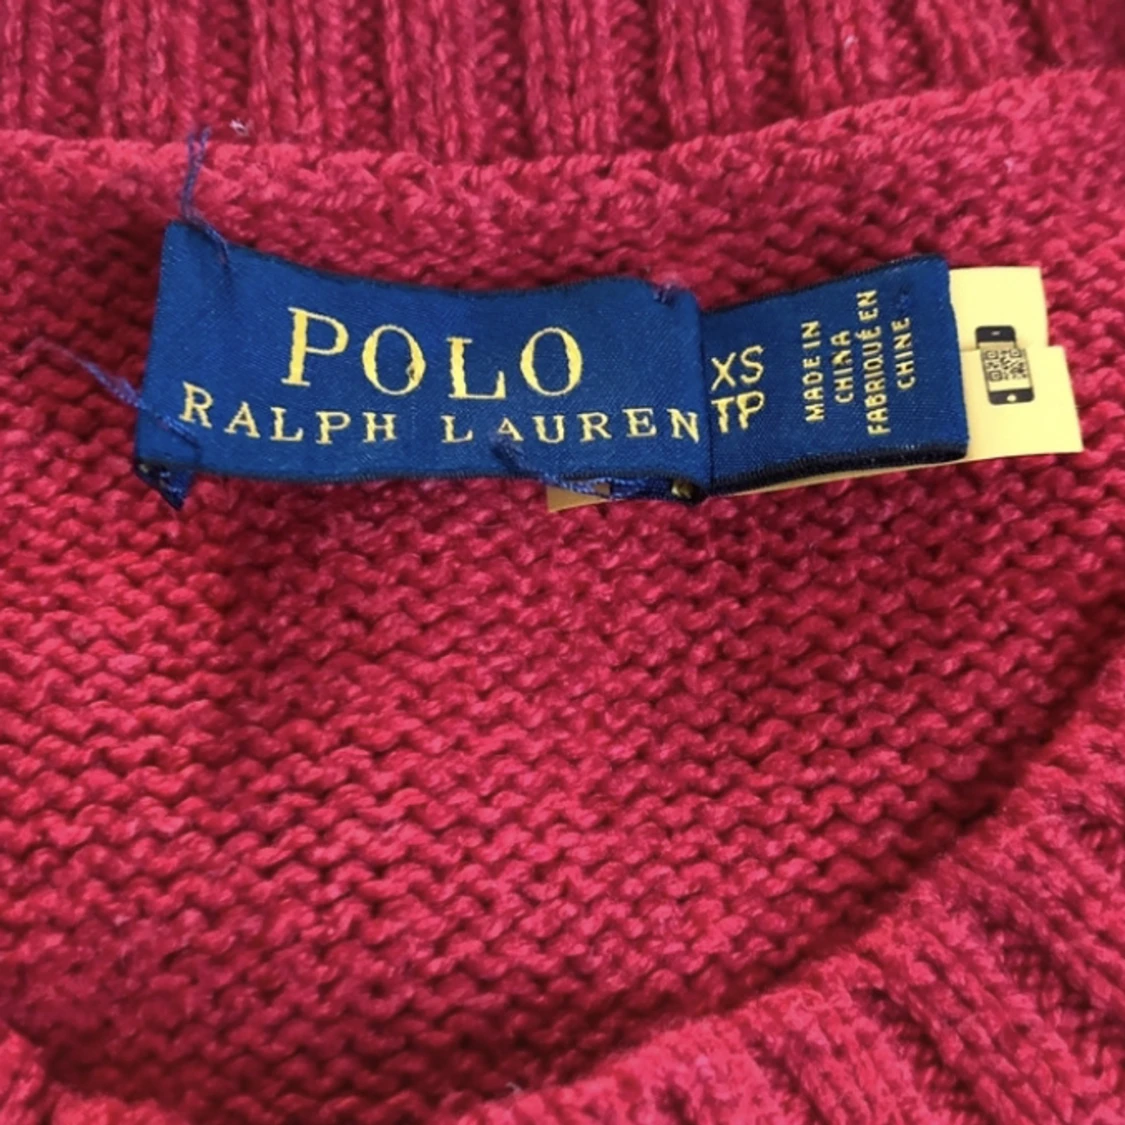 POLO
RALPH LAUREN
XS
TP
MADE IN
CHINA
FABRIQUÉ EN
CHINE